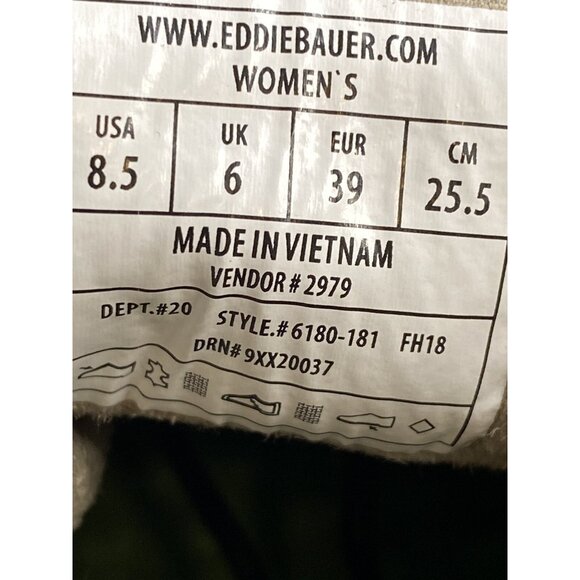 WWW.EDDIEBAUER.COM
WOMEN`S
USA UK EUR CM
8.5 6 39 25.5
MADE IN VIETNAM
VENDOR # 2979
DEPT.#20 STYLE.# 6180-181 FH18
DRN# 9XX20037